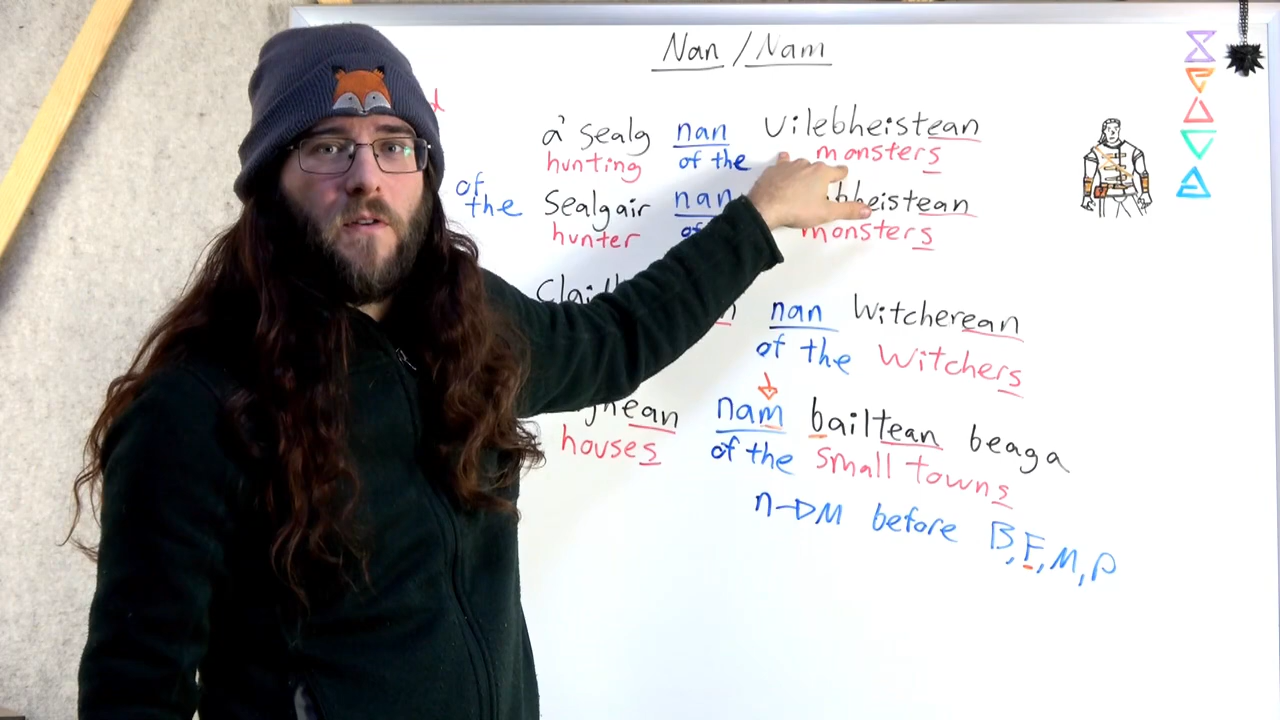 Nan / Nam
a' sealg nan Uilebheistean
hunting of the monsters
of the
Sealgair nan
hunter monsters
nan Witcherean
of the Witchers
nam bailtean beaga
houses of the small towns
n→M before B, F, M, P